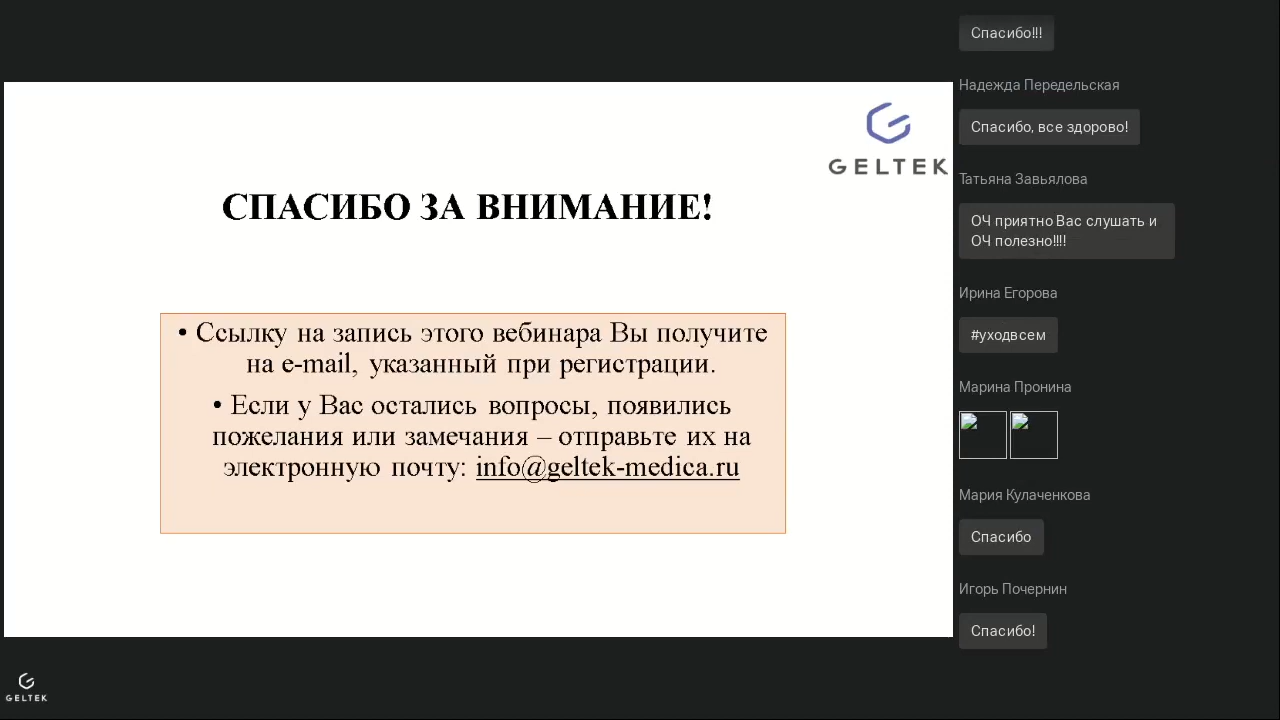 GELTEK
СПАСИБО ЗА ВНИМАНИЕ!
• Ссылку на запись этого вебинара Вы получите
на e-mail, указанный при регистрации.
• Если у Вас остались вопросы, появились
пожелания или замечания – отправьте их на
электронную почту: info@geltek-medica.ru
GELTEK
Спасибо!!!
Надежда Передельская
Спасибо, все здорово!
Татьяна Завьялова
ОЧ приятно Вас слушать и
ОЧ полезно!!!!
Ирина Егорова
#уходвсем
Марина Пронина
Мария Кулаченкова
Спасибо
Игорь Почернин
Спасибо!